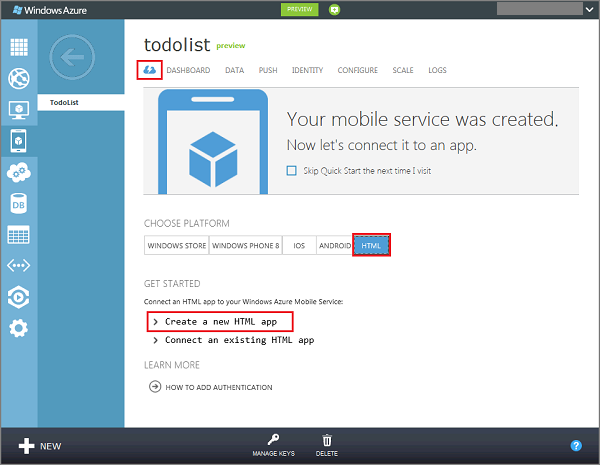 Windows Azure
PREVIEW
todolist preview
DASHBOARD DATA PUSH IDENTITY CONFIGURE SCALE LOGS
TodoList
Your mobile service was created.
Now let's connect it to an app.
Skip Quick Start the next time I visit
CHOOSE PLATFORM
WINDOWS STORE WINDOWS PHONE 8 IOS ANDROID HTML
GET STARTED
Connect an HTML app to your Windows Azure Mobile Service:
Create a new HTML app
Connect an existing HTML app
LEARN MORE
HOW TO ADD AUTHENTICATION
DB
NEW
MANAGE KEYS
DELETE
?